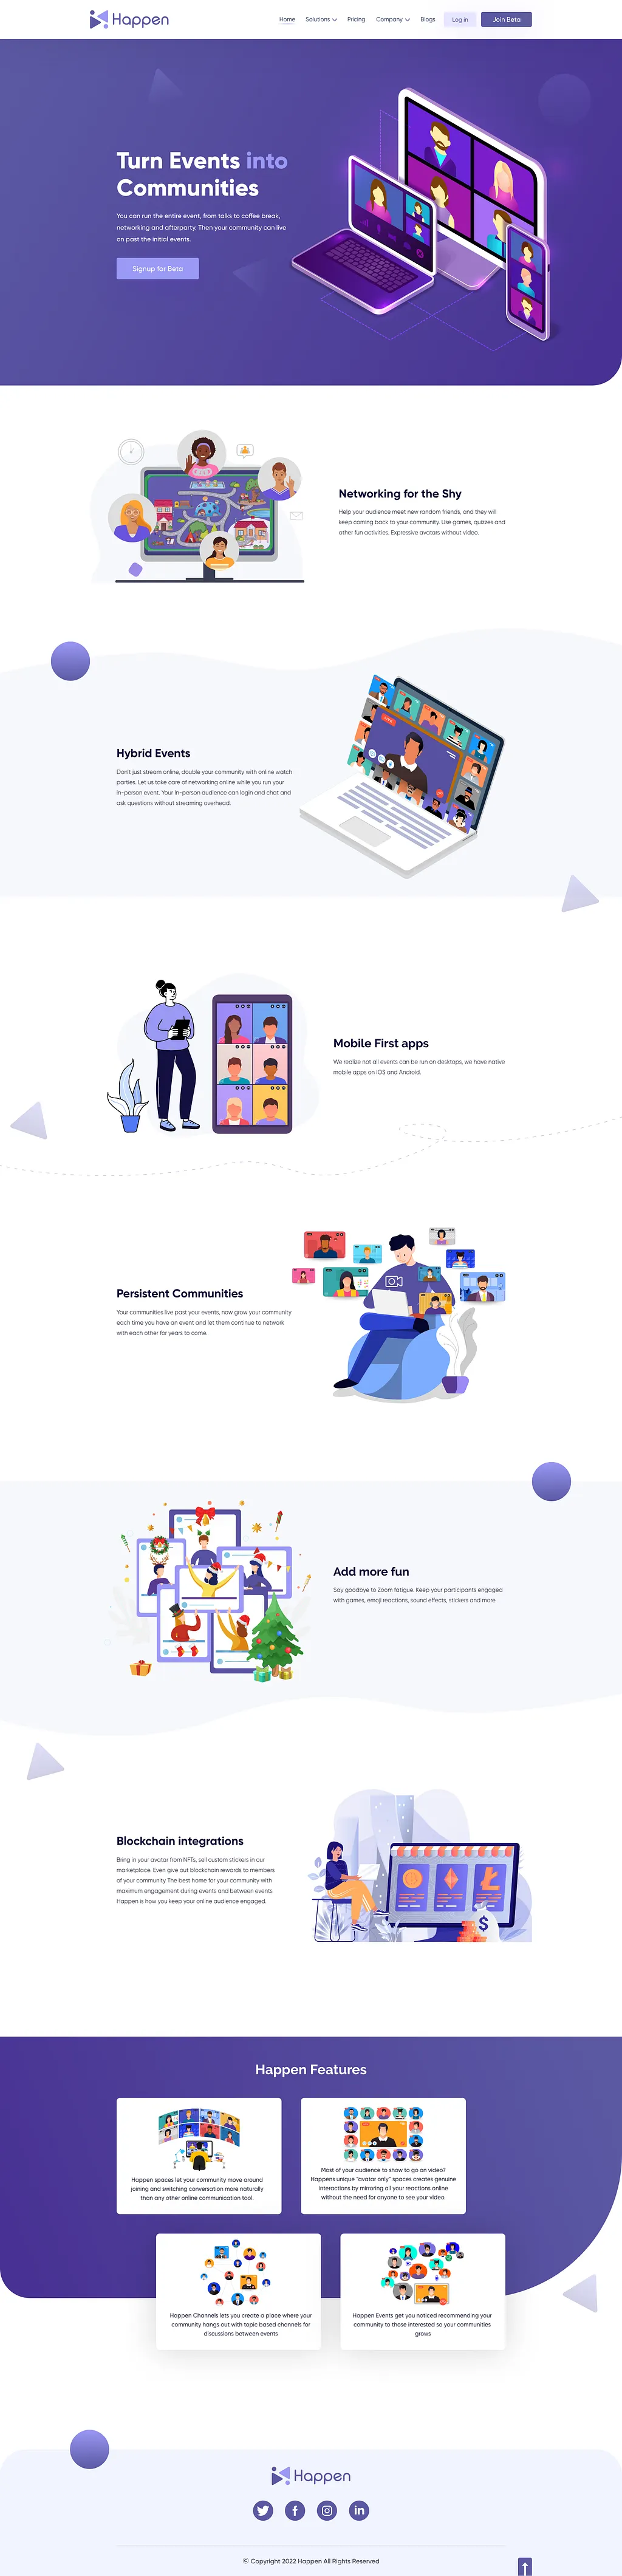 Happen
Home Solutions Pricing Company Blogs Log in Join Beta
Turn Events into
Communities
You can run the entire event, from talks to coffee break,
networking and afterparty. Then your community can live
on past the initial events.
Signup for Beta
Networking for the Shy
Help your audience meet new random friends, and they will
keep coming back to your community. Use games, quizzes and
other fun activities. Expressive avatars without video.
Hybrid Events
Don't just stream online, double your community with online watch
parties. Let us take care of networking online while you run your
in-person event. Your In-person audience can login and chat and
ask questions without streaming overhead.
Mobile First apps
We realize not all events can be run on desktops, we have native
mobile apps on IOS and Android.
Persistent Communities
Your communities live past your events, now grow your community
each time you have an event and let them continue to network
with each other for years to come.
Add more fun
Say goodbye to Zoom fatigue. Keep your participants engaged
with games, emoji reactions, sound effects, stickers and more.
Blockchain integrations
Bring in your avatar from NFTs, sell custom stickers in our
marketplace. Even give out blockchain rewards to members
of your community The best home for your community with
maximum engagement during events and between events
Happen is how you keep your online audience engaged.
$
Happen Features
Happen spaces let your community move around
joining and switching conversation more naturally
than any other online communication tool.
Most of your audience to show to go on video?
Happens unique "avatar only" spaces creates genuine
interactions by mirroring all your reactions online
without the need for anyone to see your video.
Happen Channels lets you create a place where your
community hangs out with topic based channels for
discussions between events
Happen Events get you noticed recommending your
community to those interested so your communities
grows
Happen
© Copyright 2022 Happen All Rights Reserved